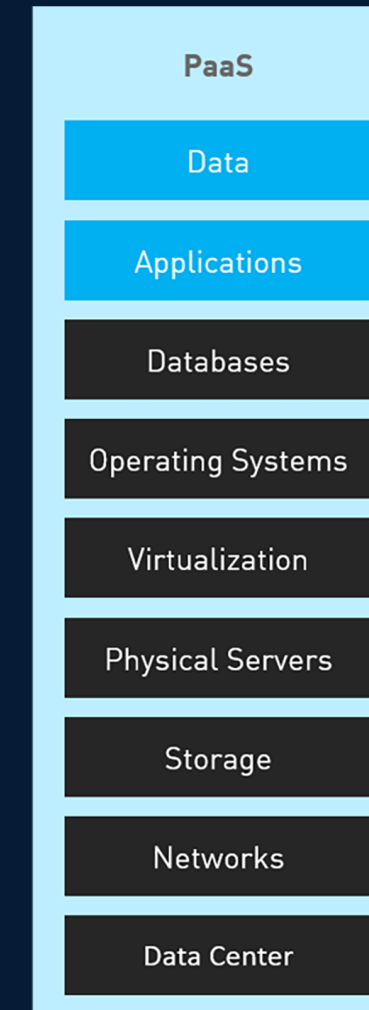 PaaS
Data
Applications
Databases
Operating Systems
Virtualization
Physical Servers
Storage
Networks
Data Center